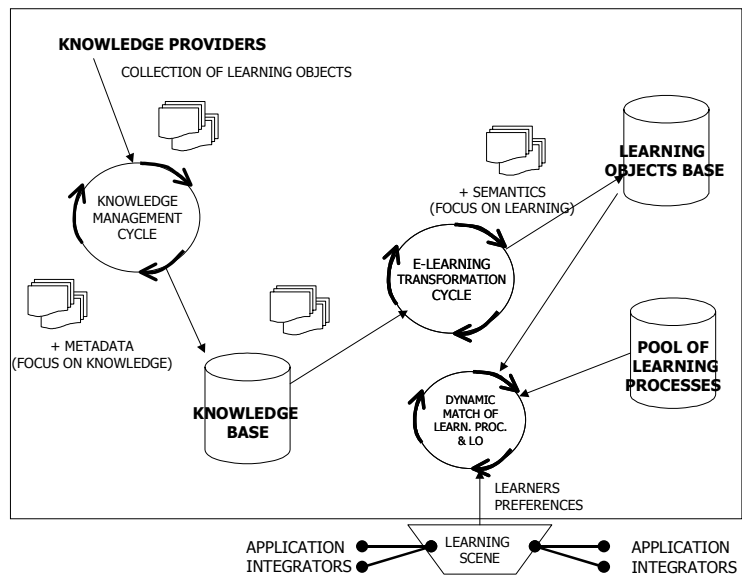 KNOWLEDGE PROVIDERS
COLLECTION OF LEARNING OBJECTS
KNOWLEDGE
MANAGEMENT
CYCLE
+ METADATA
(FOCUS ON KNOWLEDGE)
KNOWLEDGE
BASE
+ SEMANTICS
(FOCUS ON LEARNING)
E-LEARNING
TRANSFORMATION
CYCLE
LEARNING
OBJECTS BASE
POOL OF
LEARNING
PROCESSES
DYNAMIC
MATCH OF
LEARN. PROC.
& LO
LEARNERS
PREFERENCES
LEARNING
SCENE
APPLICATION
INTEGRATORS
APPLICATION
INTEGRATORS